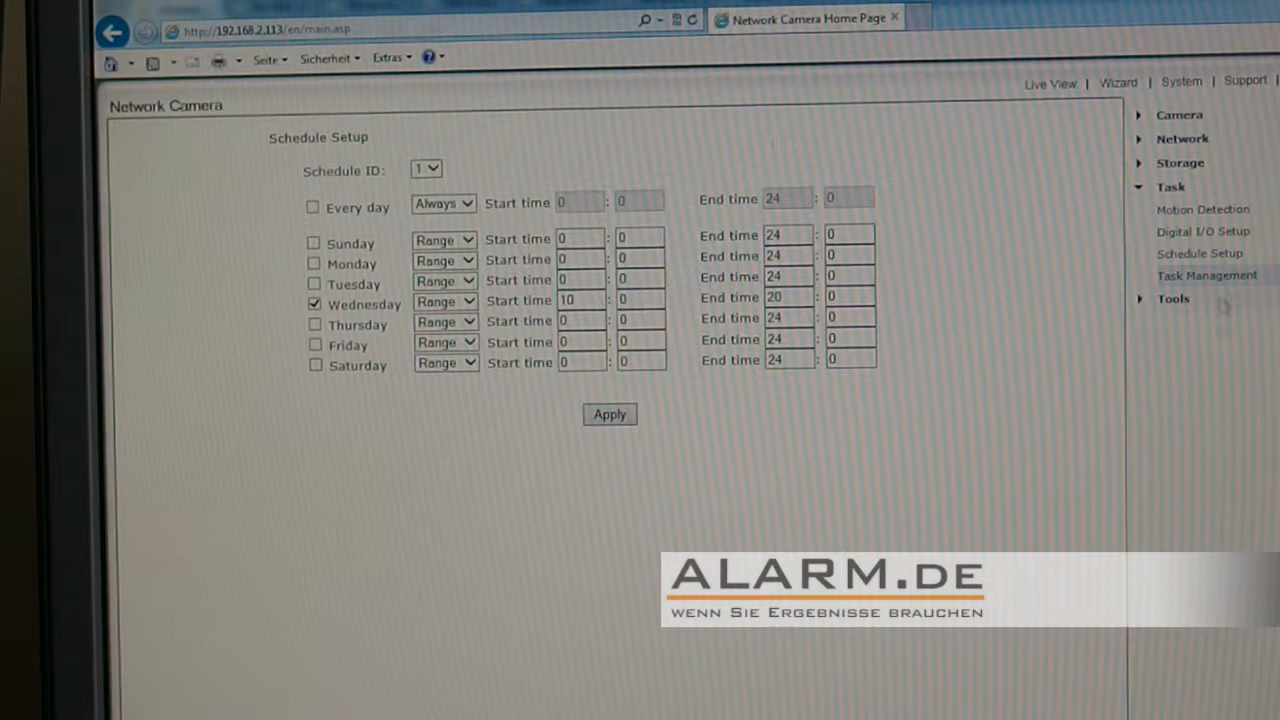 http://192.168.2.113/en/main.asp
Network Camera Home Page
Seite Sicherheit Extras
Live View | Wizard | System | Support |
Network Camera
Schedule Setup
Schedule ID: 1
Every day Always Start time 0 : 0 End time 24 : 0
Sunday Range Start time 0 : 0 End time 24 : 0
Monday Range Start time 0 : 0 End time 24 : 0
Tuesday Range Start time 0 : 0 End time 24 : 0
Wednesday Range Start time 10 : 0 End time 20 : 0
Thursday Range Start time 0 : 0 End time 24 : 0
Friday Range Start time 0 : 0 End time 24 : 0
Saturday Range Start time 0 : 0 End time 24 : 0
Apply
Camera
Network
Storage
Task
Motion Detection
Digital I/O Setup
Schedule Setup
Task Management
Tools
ALARM.DE
WENN SIE ERGEBNISSE BRAUCHEN